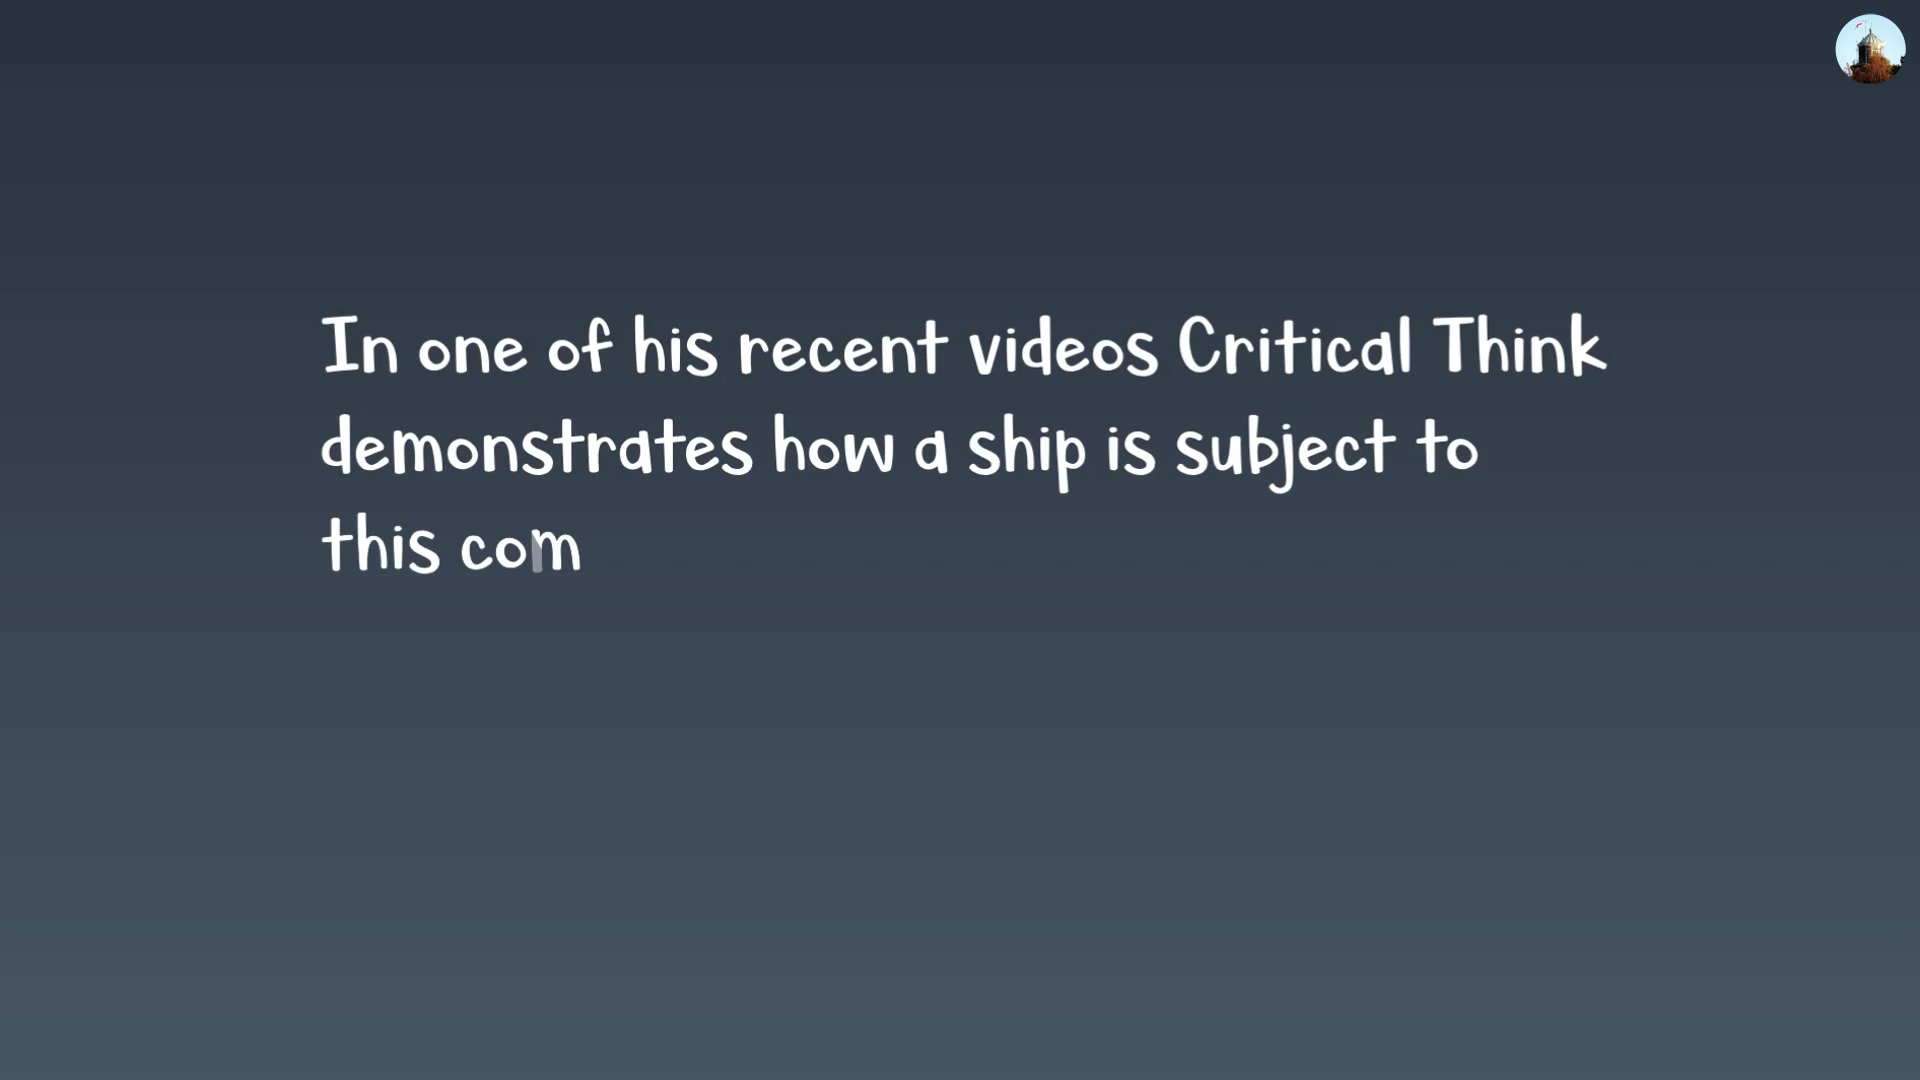 In one of his recent videos Critical Think
demonstrates how a ship is subject to
this com